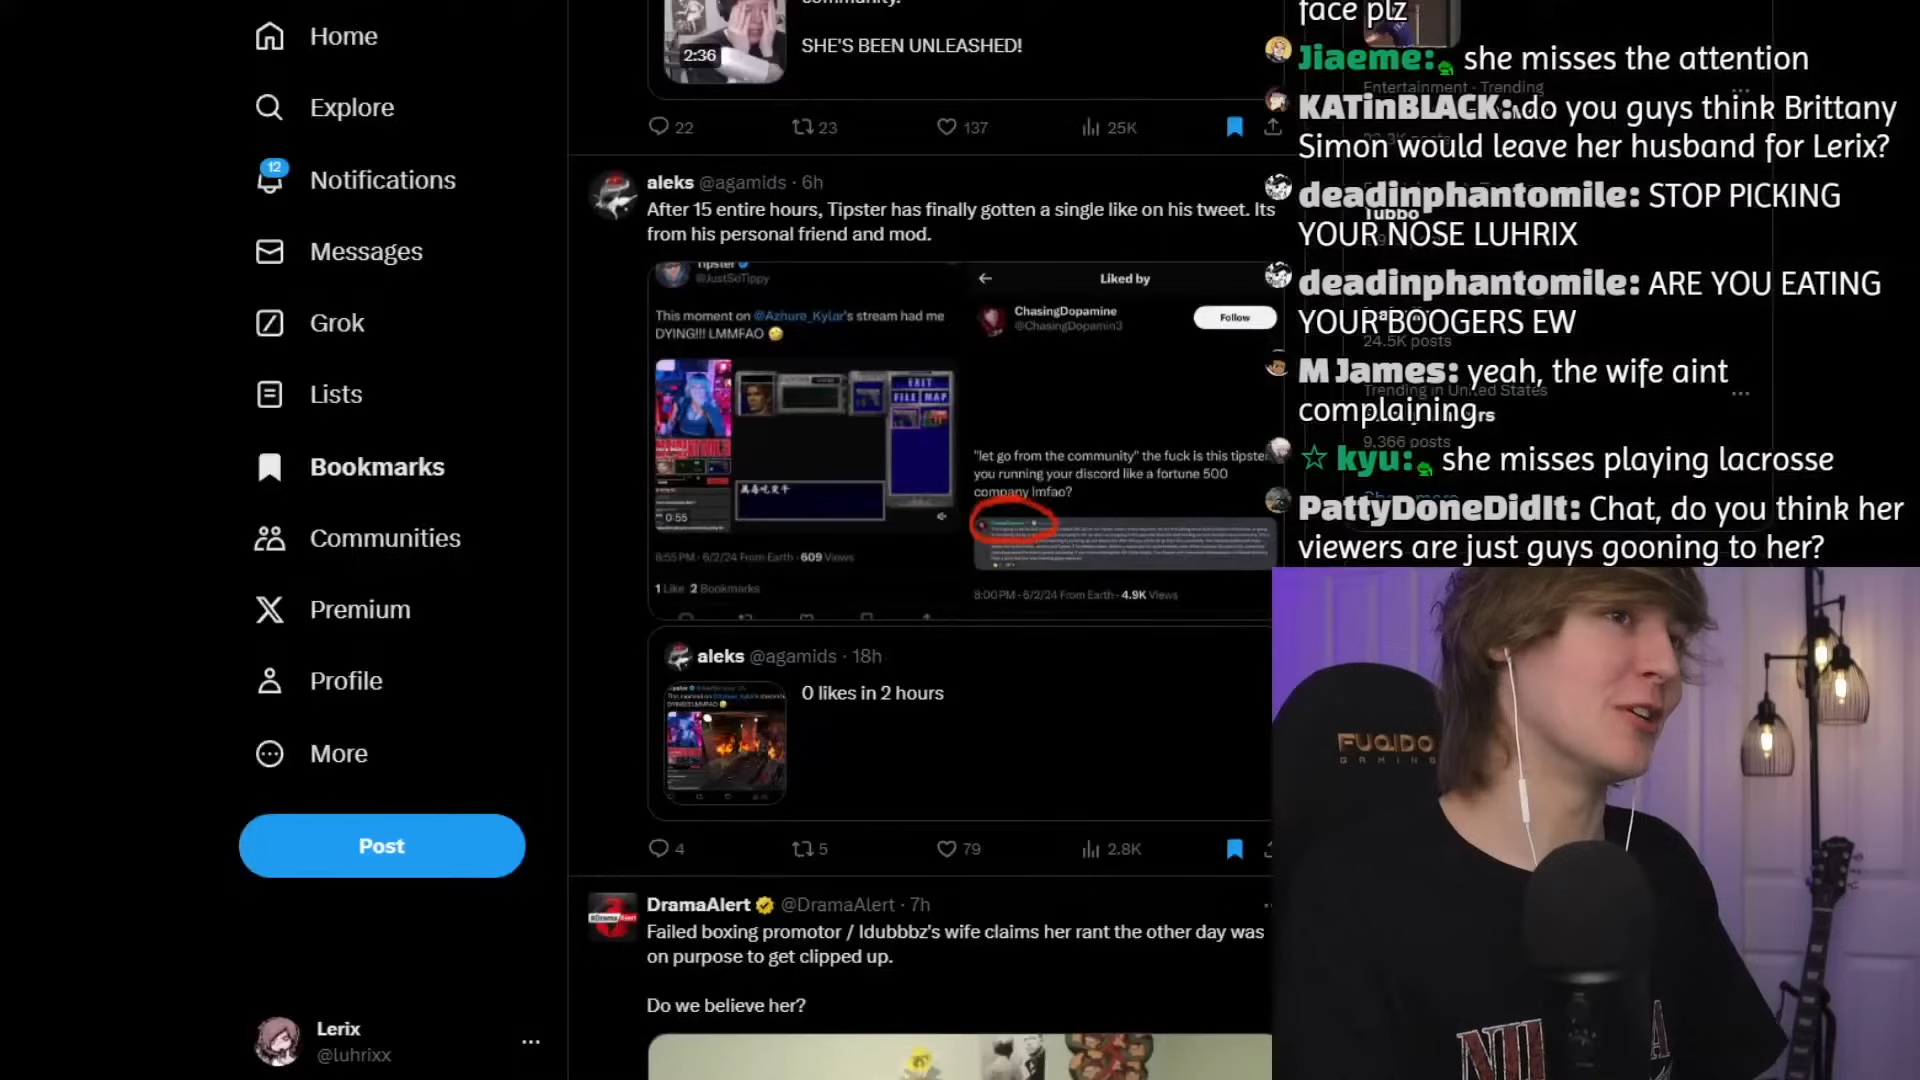 Home
Explore
12
Notifications
Messages
Grok
Lists
Bookmarks
Communities
Premium
Profile
More
Post
Lerix
@luhrixx
community.
SHE'S BEEN UNLEASHED!
2:36
22
23
137
25K
aleks @agamids · 6h
After 15 entire hours, Tipster has finally gotten a single like on his tweet. Its
from his personal friend and mod.
Tipster
@JustSoTippy
This moment on @Azhure_Kylar's stream had me
DYING!!! LMMFAO
EXIT
FILE MAP
0:55
8:55 PM · 6/2/24 From Earth · 609 Views
1 Like 2 Bookmarks
Liked by
ChasingDopamine
@ChasingDopamin3
Follow
"let go from the community" the fuck is this tipster
you running your discord like a fortune 500
company lmfao?
8:00 PM · 6/2/24 From Earth · 4.9K Views
aleks @agamids · 18h
0 likes in 2 hours
4
5
79
2.8K
DramaAlert @DramaAlert · 7h
Failed boxing promotor / Idubbbz's wife claims her rant the other day was
on purpose to get clipped up.
Do we believe her?
face plz
Jiaeme: she misses the attention
Entertainment · Trending
KATinBLACK: do you guys think Brittany
Simon would leave her husband for Lerix?
deadinphantomile: STOP PICKING
Tubbo
YOUR NOSE LUHRIX
deadinphantomile: ARE YOU EATING
YOUR BOOGERS EW
24.5K posts
M James: yeah, the wife aint
Trending in United States
complaining
9,366 posts
kyu: she misses playing lacrosse
Show more
PattyDoneDidIt: Chat, do you think her
viewers are just guys gooning to her?
FUQIDO
GAMING